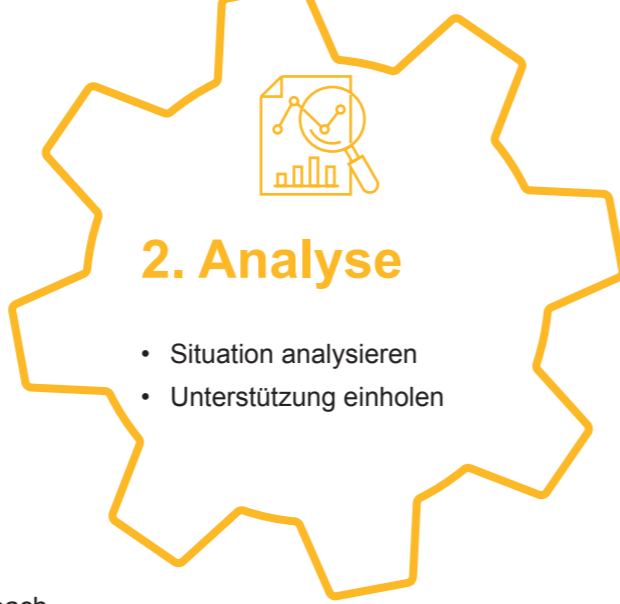 2. Analyse
• Situation analysieren
• Unterstützung einholen